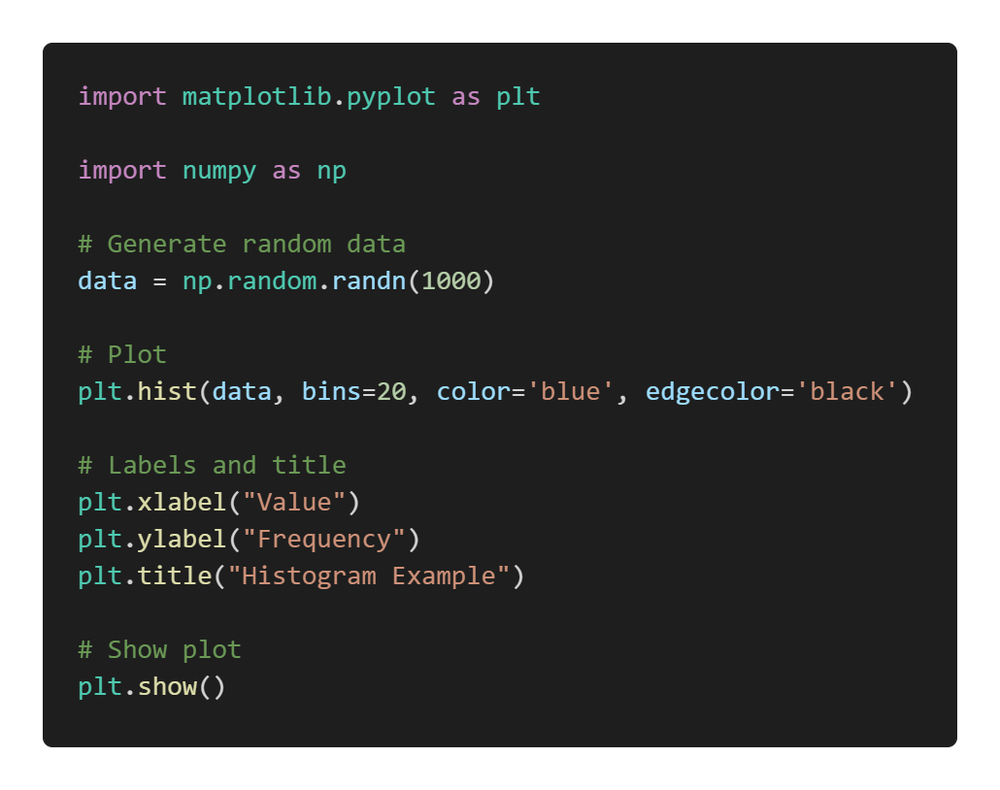 import matplotlib.pyplot as plt
import numpy as np
# Generate random data
data = np.random.randn(1000)
# Plot
plt.hist(data, bins=20, color='blue', edgecolor='black')
# Labels and title
plt.xlabel("Value")
plt.ylabel("Frequency")
plt.title("Histogram Example")
# Show plot
plt.show()